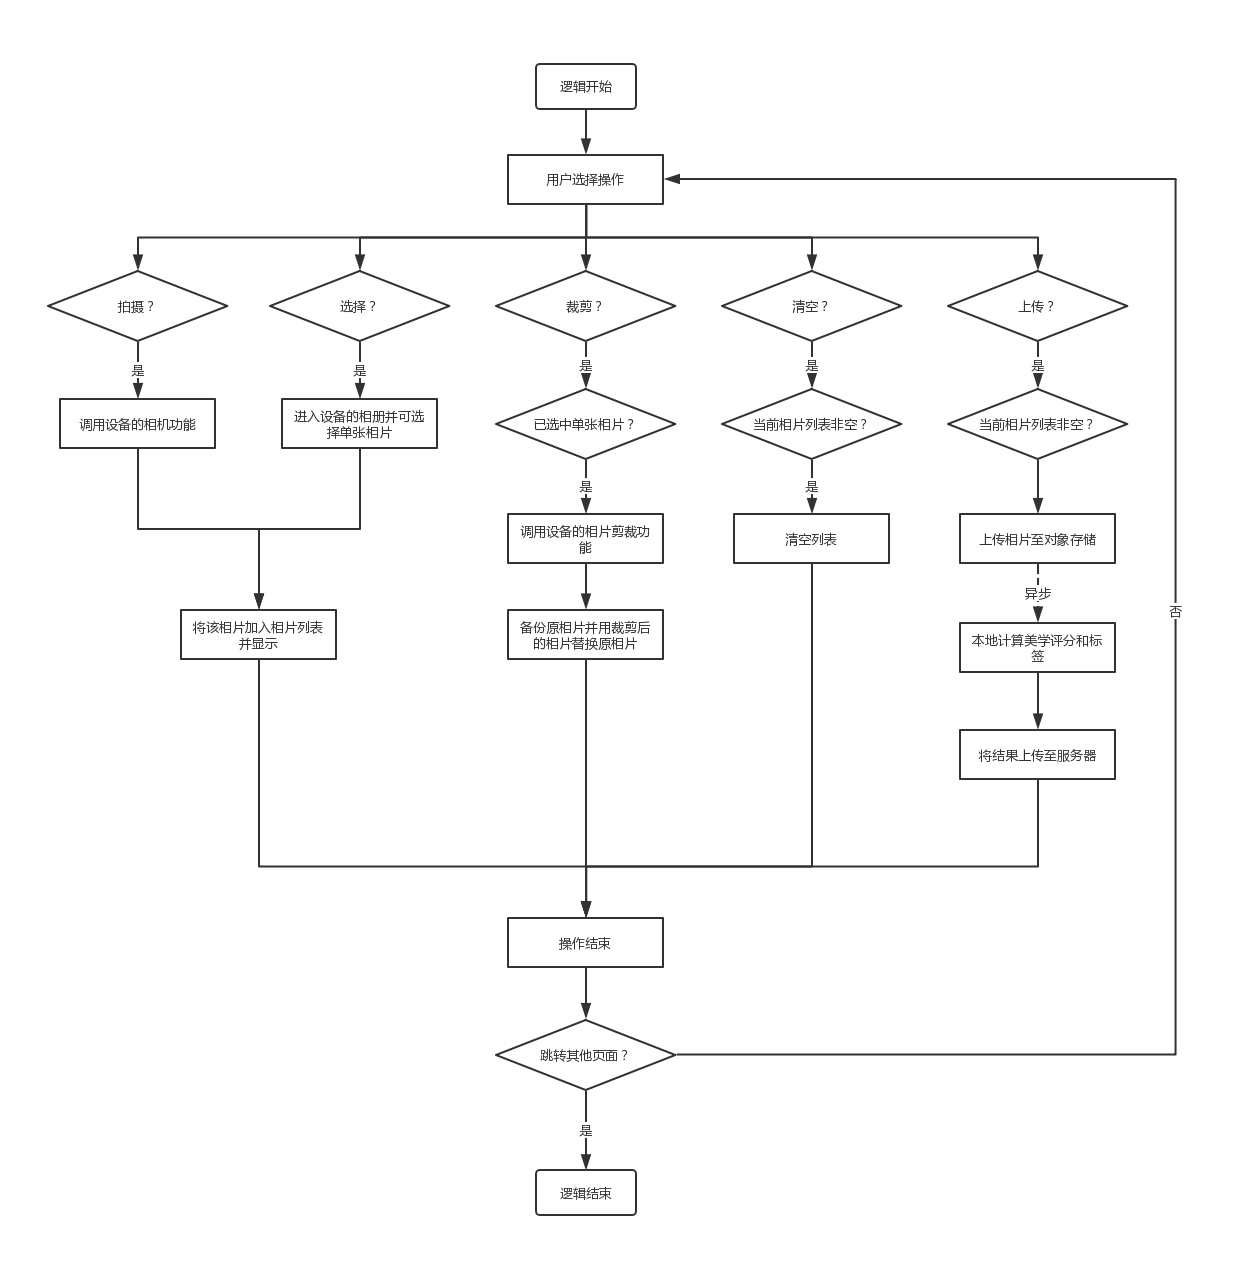 逻辑开始
用户选择操作
拍摄？
选择？
裁剪？
清空？
上传？
是
是
是
是
是
调用设备的相机功能
进入设备的相册并可选
择单张相片
已选中单张相片？
当前相片列表非空？
当前相片列表非空？
是
是
调用设备的相片剪裁功
能
清空列表
上传相片至对象存储
异步
否
将该相片加入相片列表
并显示
备份原相片并用裁剪后
的相片替换原相片
本地计算美学评分和标
签
将结果上传至服务器
操作结束
跳转其他页面？
是
逻辑结束